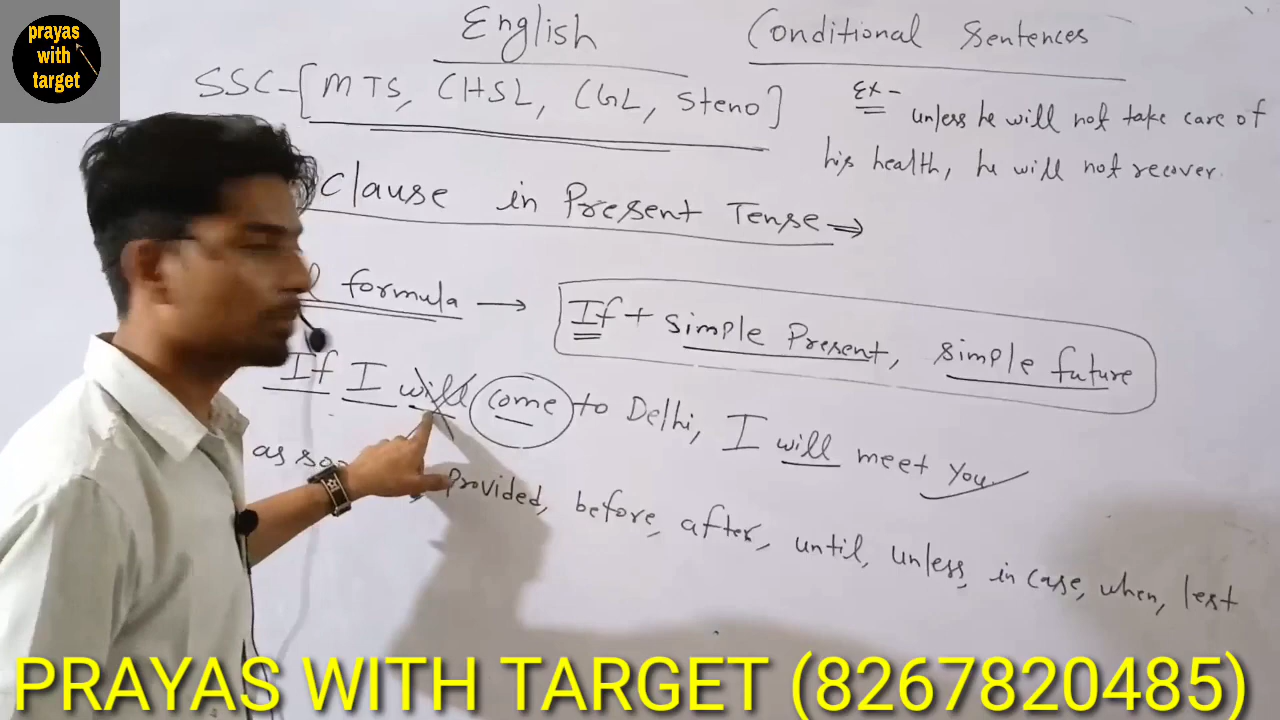 prayas
with
target
English
Conditional Sentences
SSC-[MTS, CHSL, CGL, Steno]
Ex-
unless he will not take care of
his health, he will not recover.
Clause in Present Tense ⇒
formula → If + Simple Present, simple future
If I will come to Delhi, I will meet you.
as Provided, before, after, until, unless, in case, when, lest
PRAYAS WITH TARGET (8267820485)